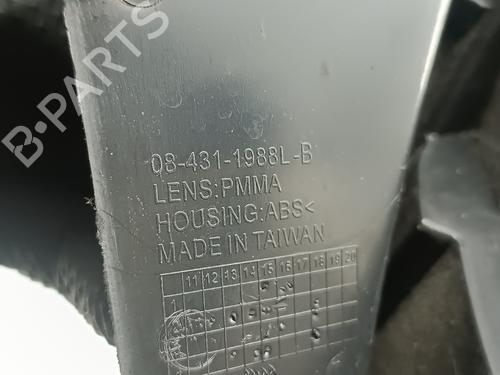 B-PARTS
08-431-1988L-B
LENS:PMMA
HOUSING:ABS<
MADE IN TAIWAN
11 12 13 14 15 16 17 18 19 20
1